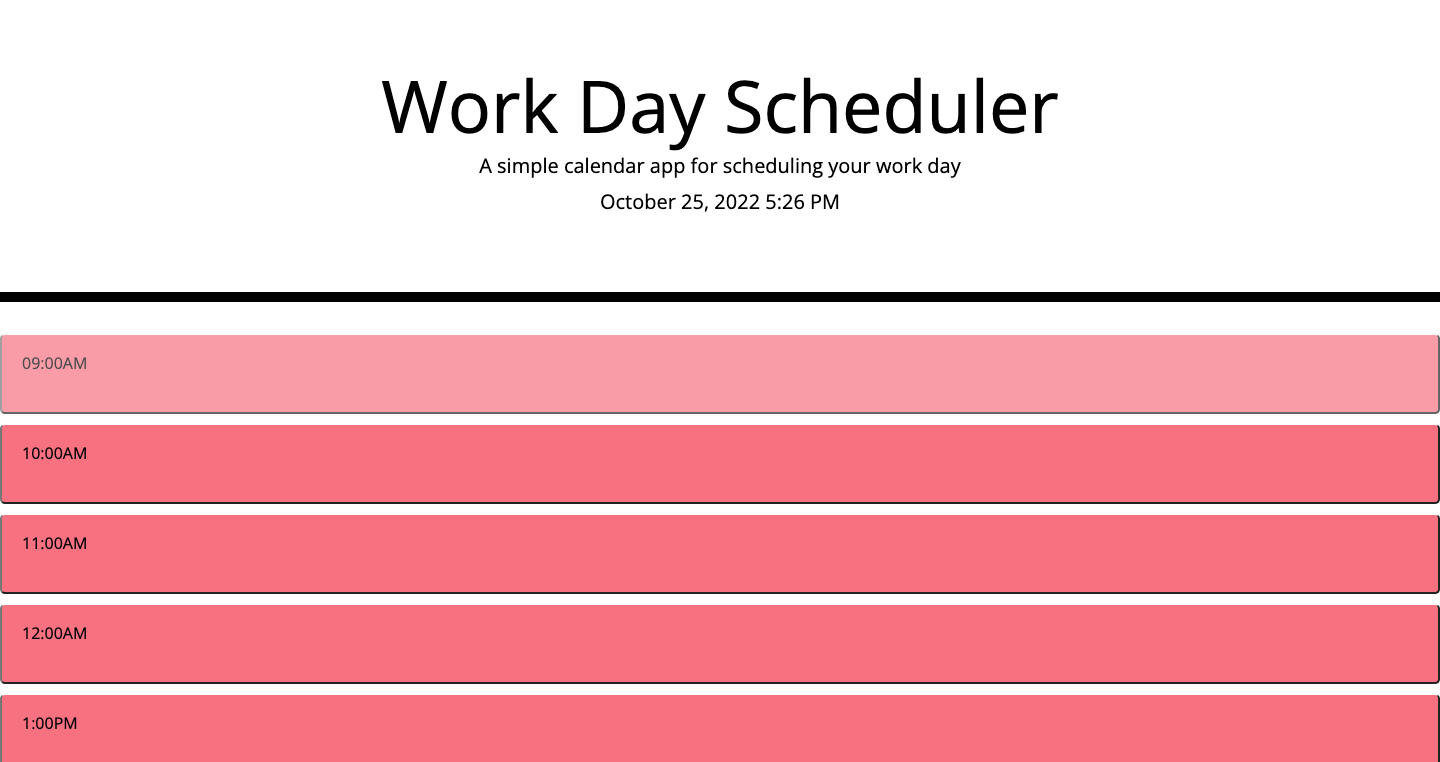 Work Day Scheduler
A simple calendar app for scheduling your work day
October 25, 2022 5:26 PM
09:00AM
10:00AM
11:00AM
12:00AM
1:00PM